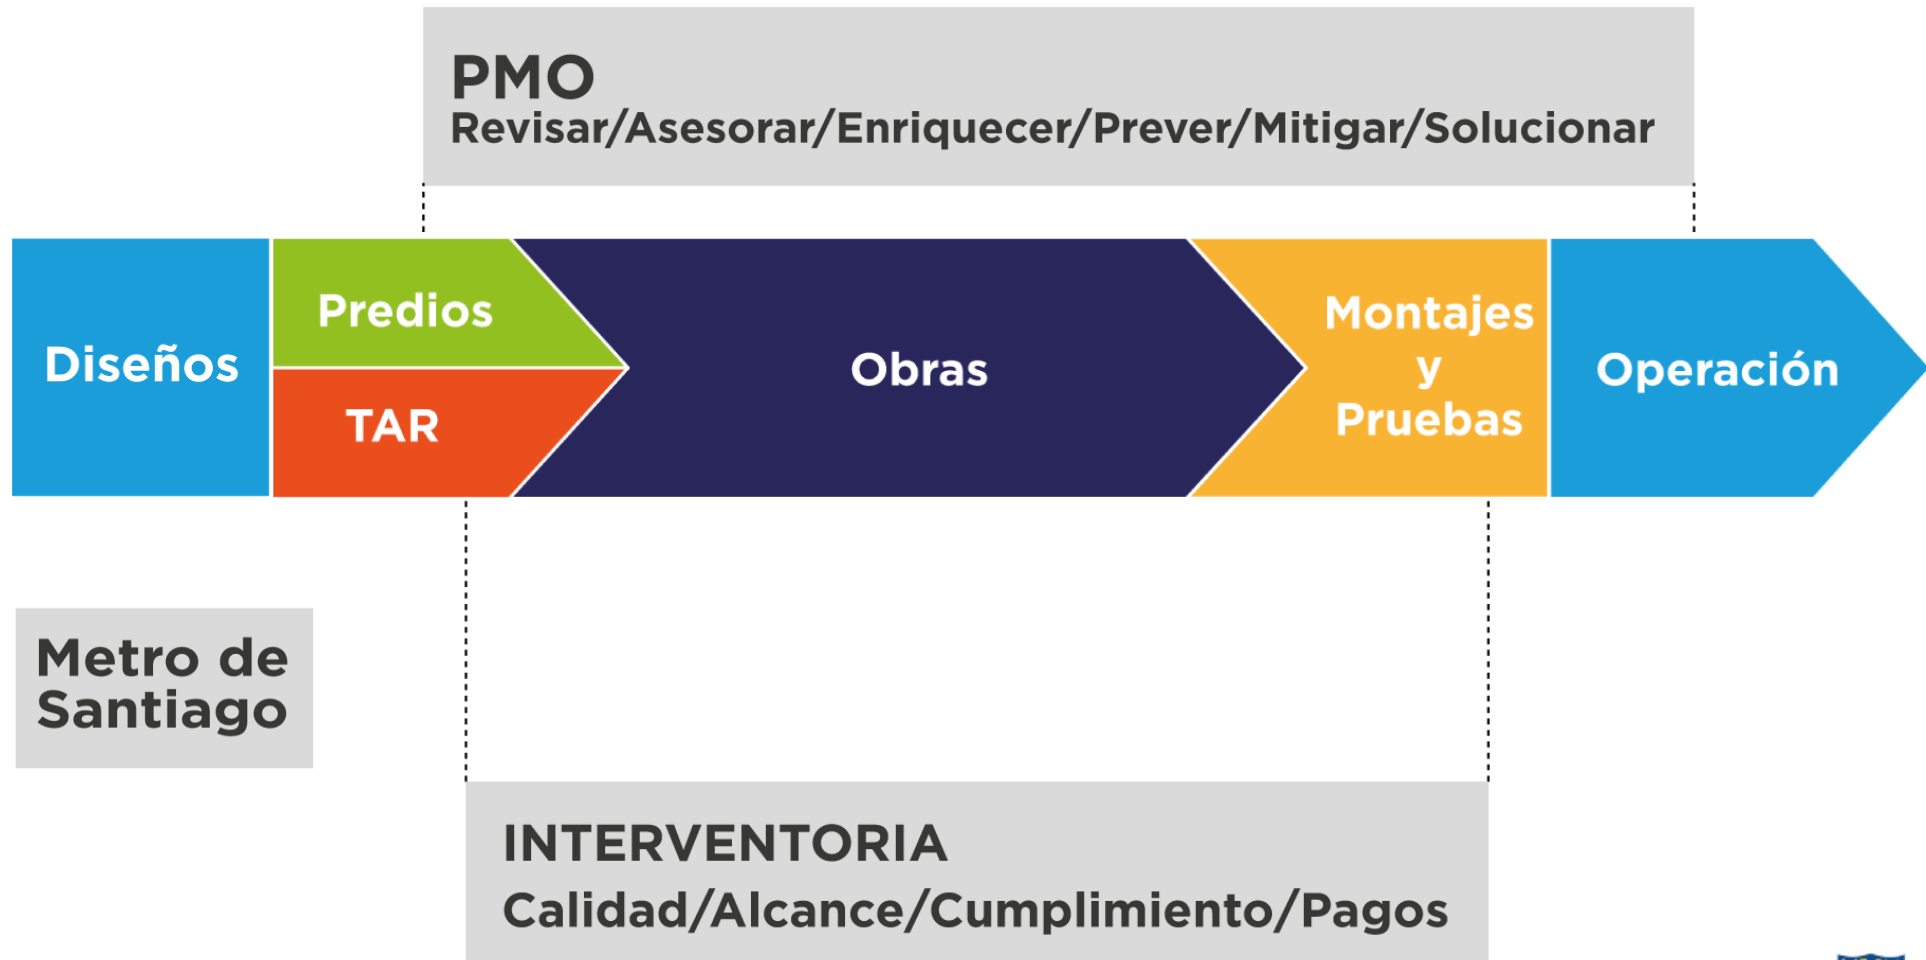 PMO
Revisar/Asesorar/Enriquecer/Prever/Mitigar/Solucionar
Diseños
Predios
TAR
Obras
Montajes
y
Pruebas
Operación
Metro de
Santiago
INTERVENTORIA
Calidad/Alcance/Cumplimiento/Pagos